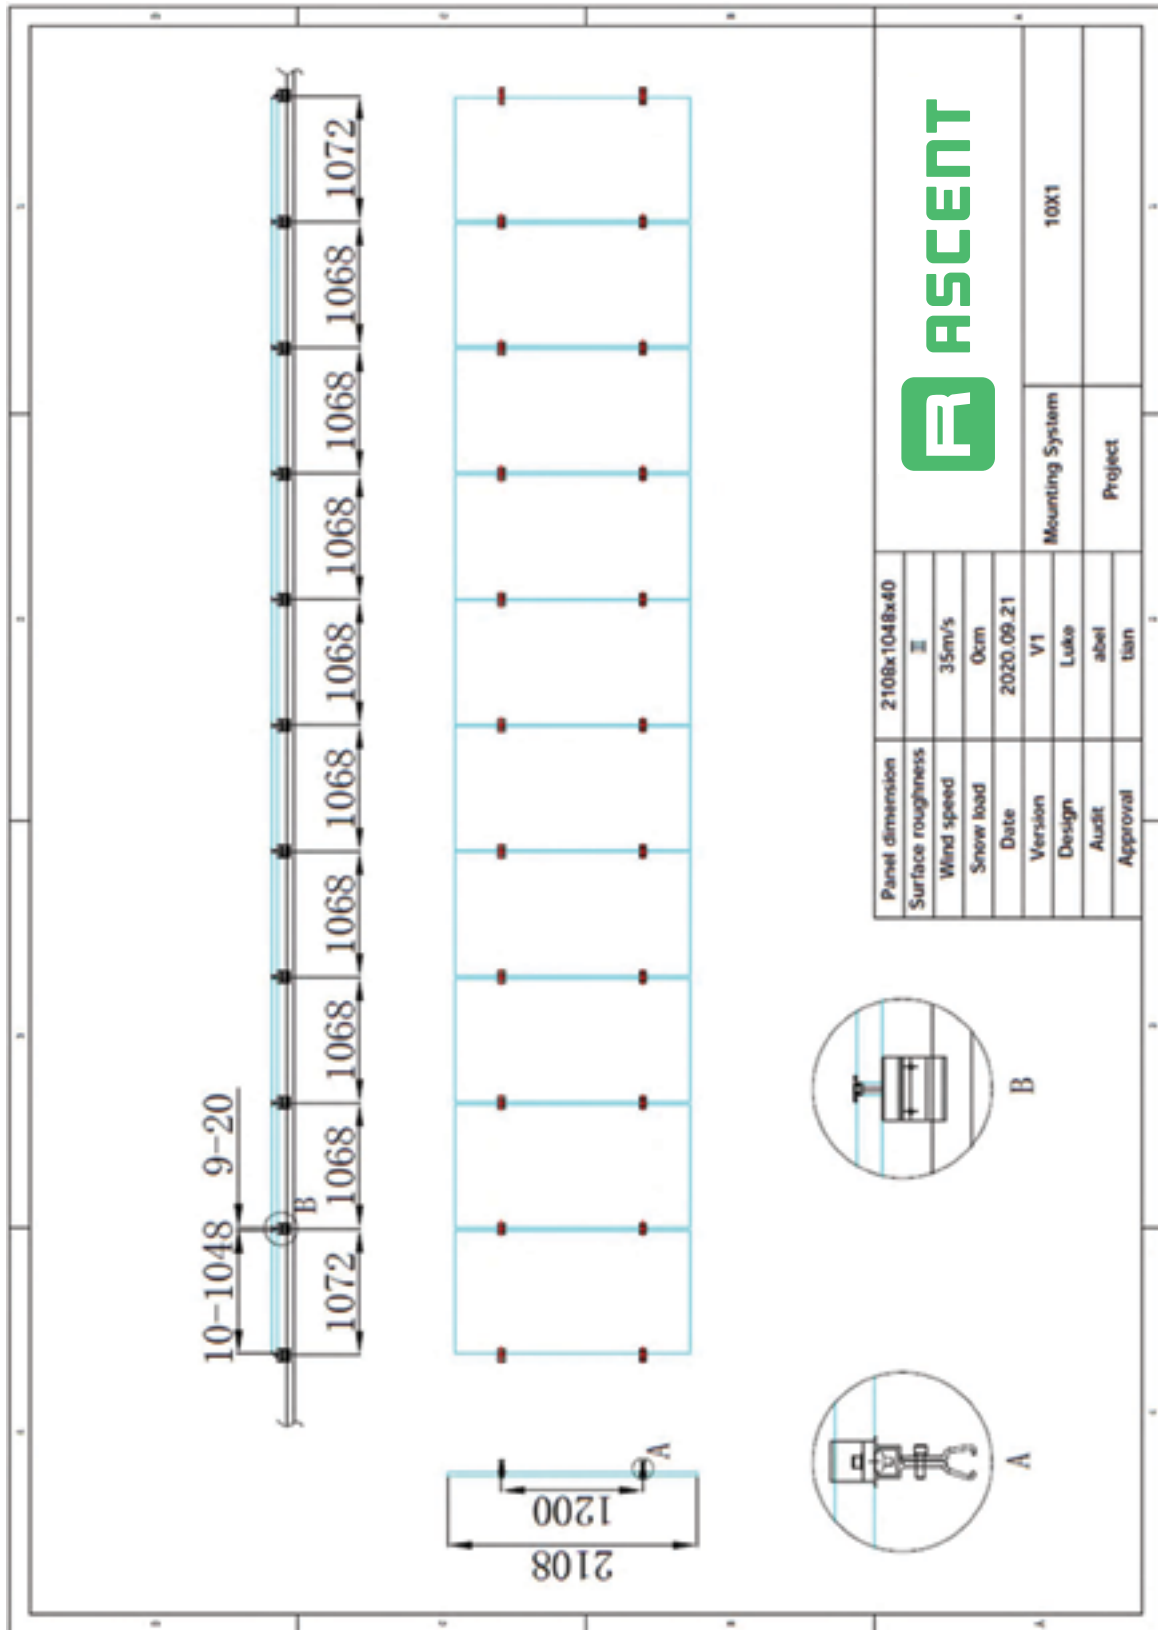 10-1048
9-20
B
1072
1068
1068
1068
1068
1068
1068
1068
1068
1072
2108
1200
A
A
B
ASCENT
Panel dimension 2108x1048x40
Surface roughness II
Wind speed 35m/s
Snow load 0cm
Date 2020.09.21
Version V1
Mounting System 10X1
Design Luke
Audit abel
Project
Approval tian